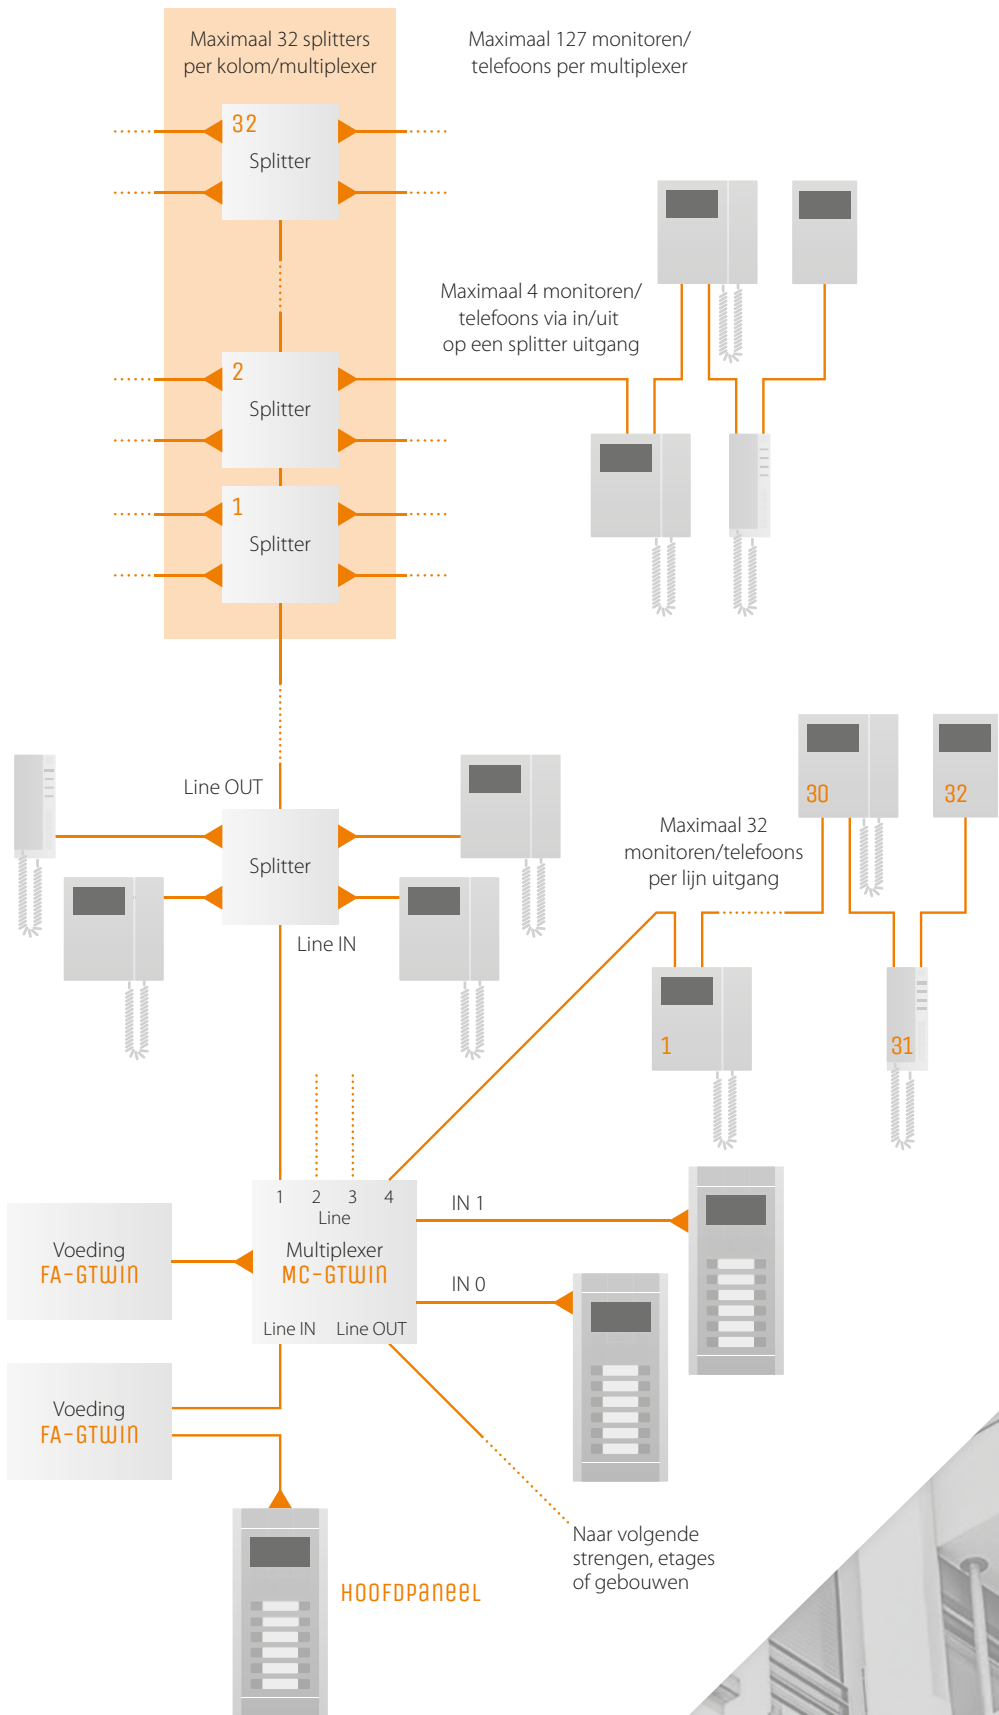 Maximaal 32 splitters
per kolom/multiplexer
Maximaal 127 monitoren/
telefoons per multiplexer
32
Splitter
Maximaal 4 monitoren/
telefoons via in/uit
op een splitter uitgang
2
Splitter
1
Splitter
Line OUT
Splitter
Line IN
Maximaal 32
monitoren/telefoons
per lijn uitgang
30
32
1
31
1 2 3 4
Line
Multiplexer
MC-GTWIN
Line IN Line OUT
IN 1
IN 0
Voeding
FA-GTWIN
Voeding
FA-GTWIN
HOOFDPANEEL
Naar volgende
strengen, etages
of gebouwen